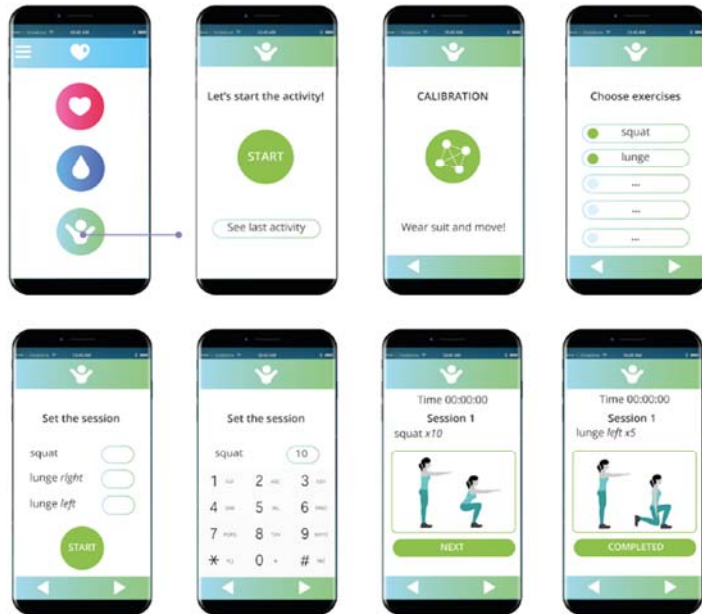 Let's start the activity!
START
See last activity
CALIBRATION
Wear suit and move!
Choose exercises
squat
lunge
...
...
...
Set the session
squat
lunge right
lunge left
START
Set the session
squat 10
1 2 3
4 5 6
7 8 9
* 0 #
Time 00:00:00
Session 1
squat x10
NEXT
Time 00:00:00
Session 1
lunge left x5
COMPLETED